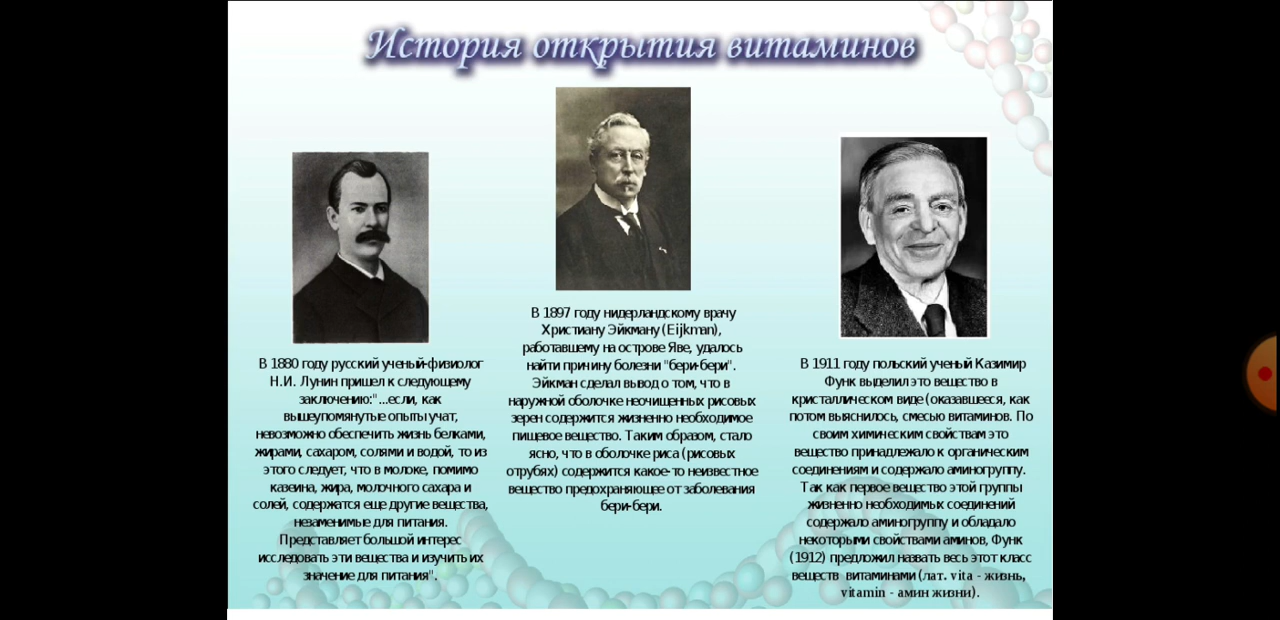 История открытия витаминов
В 1880 году русский ученый-физиолог
Н.И. Лунин пришел к следующему
заключению:"...если, как
вышеупомянутые опыты учат,
невозможно обеспечить жизнь белками,
жирами, сахаром, солями и водой, то из
этого следует, что в молоке, помимо
казеина, жира, молочного сахара и
солей, содержатся еще другие вещества,
незаменимые для питания.
Представляет большой интерес
исследовать эти вещества и изучить их
значение для питания".
В 1897 году нидерландскому врачу
Христиану Эйкману (Eijkman),
работавшему на острове Яве, удалось
найти причину болезни "бери-бери".
Эйкман сделал вывод о том, что в
наружной оболочке неочищенных рисовых
зерен содержится жизненно необходимое
пищевое вещество. Таким образом, стало
ясно, что в оболочке риса (рисовых
отрубях) содержится какое-то неизвестное
вещество предохраняющее от заболевания
бери-бери.
В 1911 году польский ученый Казимир
Функ выделил это вещество в
кристаллическом виде (оказавшееся, как
потом выяснилось, смесью витаминов. По
своим химическим свойствам это
вещество принадлежало к органическим
соединениям и содержало аминогруппу.
Так как первое вещество этой группы
жизненно необходимых соединений
содержало аминогруппу и обладало
некоторыми свойствами аминов, Функ
(1912) предложил назвать весь этот класс
веществ витаминами (лат. vita - жизнь,
vitamin - амин жизни).